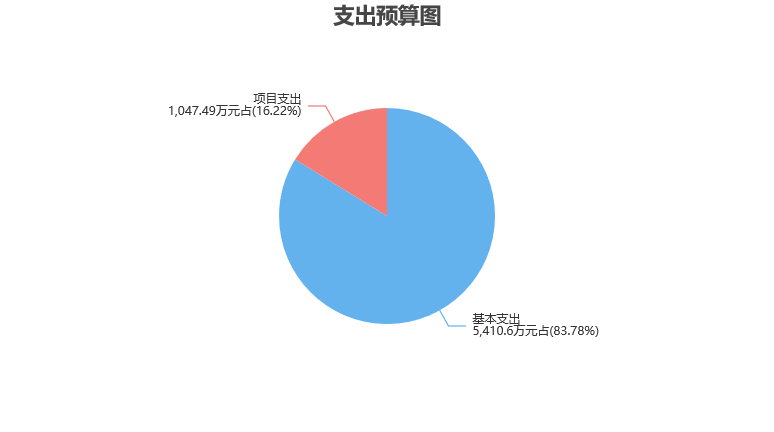 支出预算图
项目支出
1,047.49万元占(16.22%)
基本支出
5,410.6万元占(83.78%)